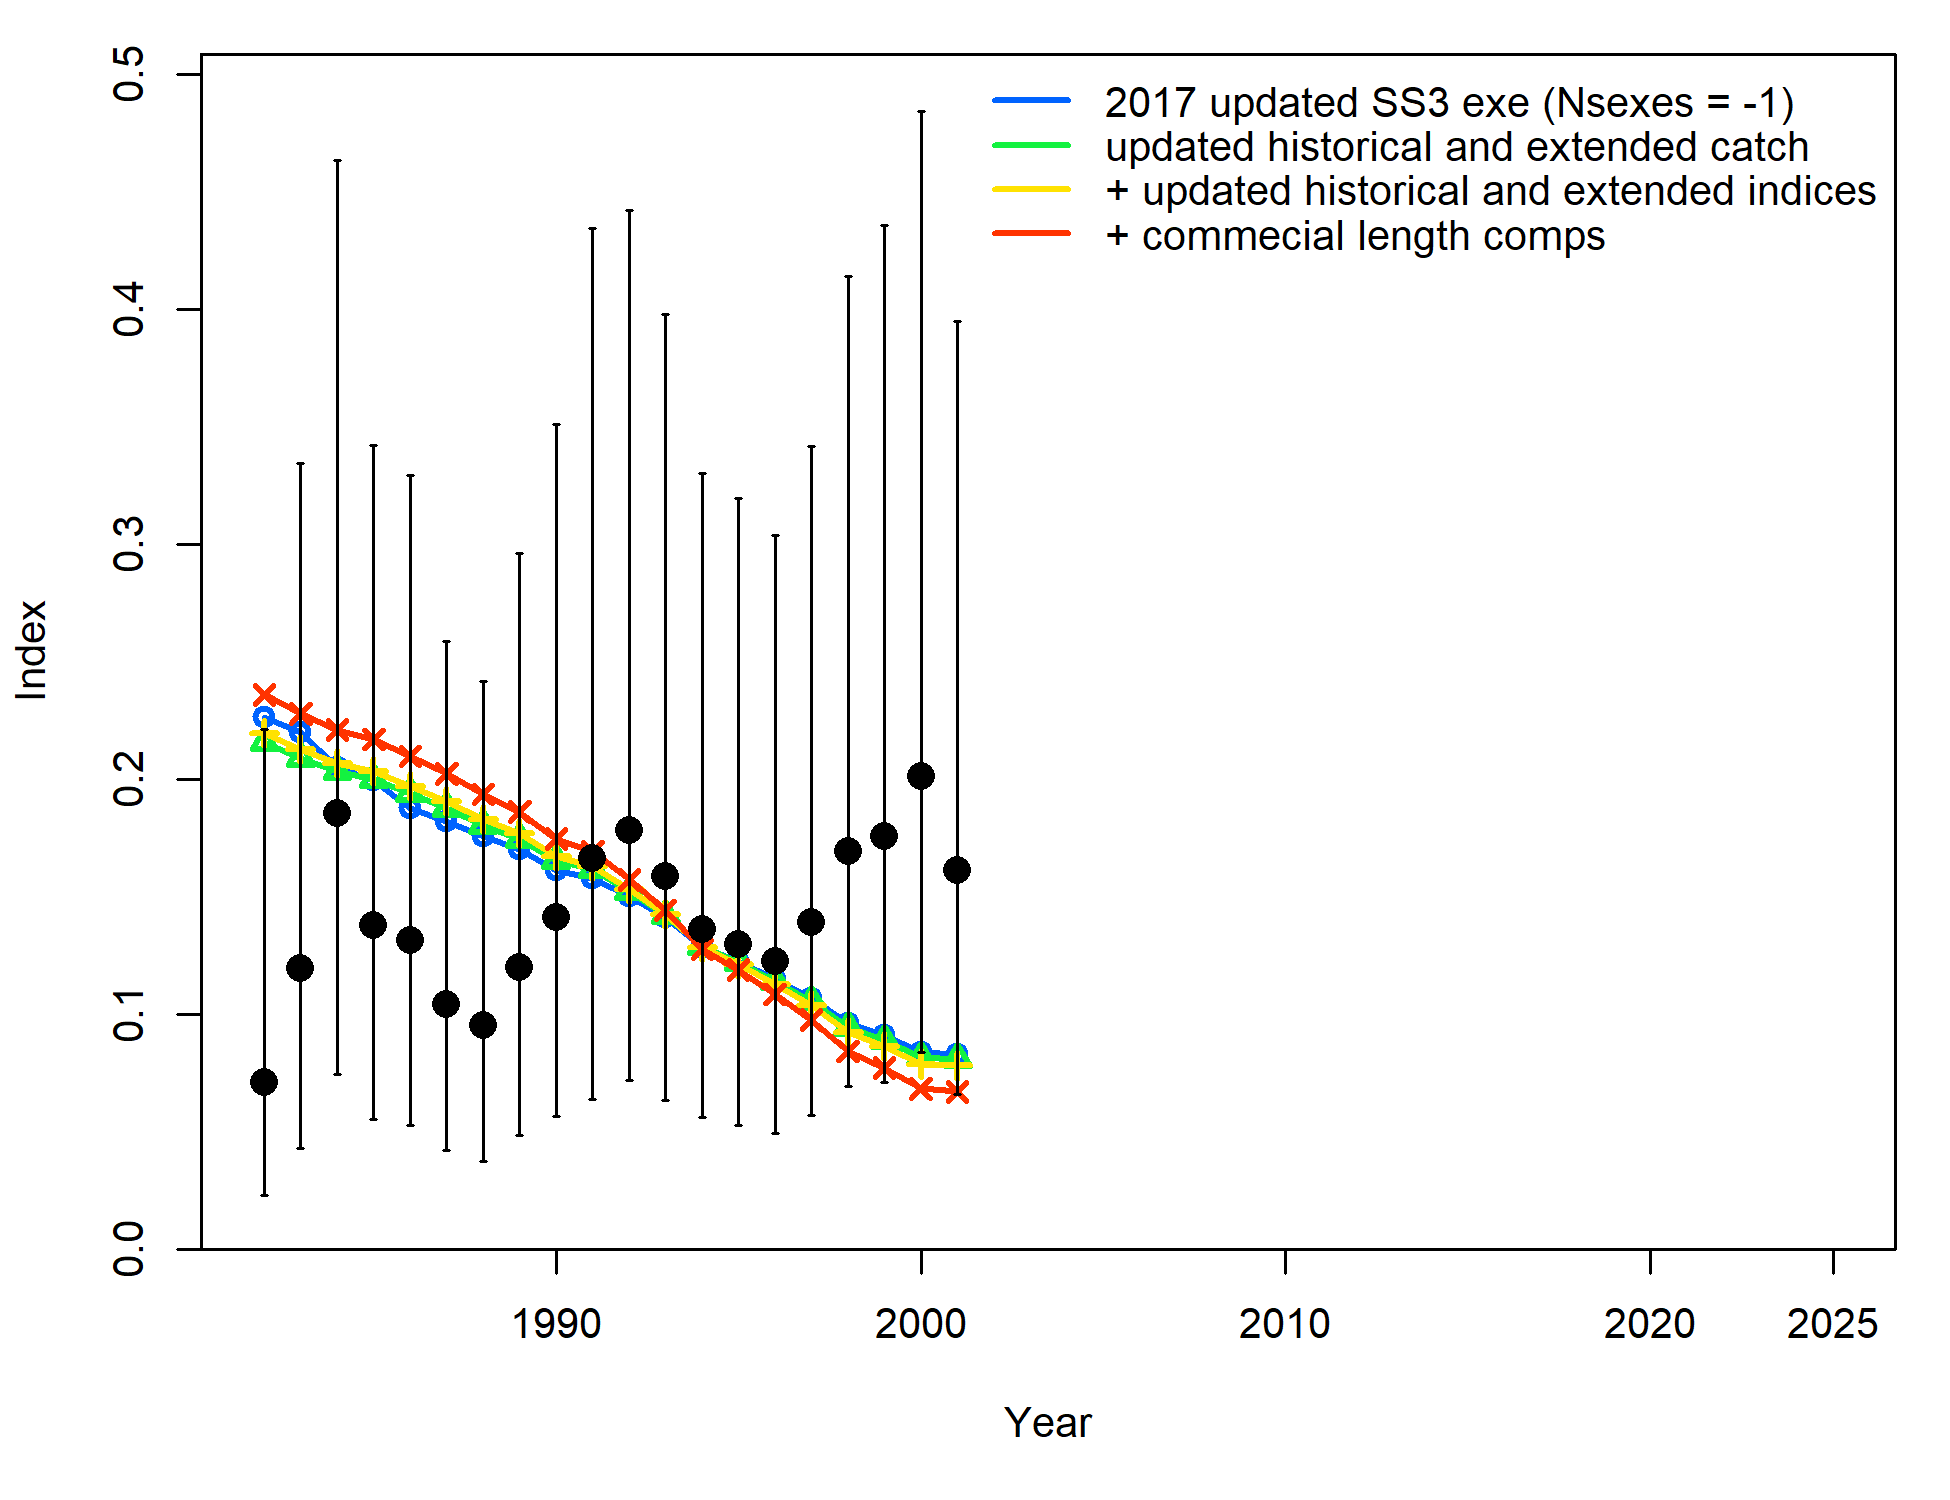 2017 updated SS3 exe (Nsexes = -1)
updated historical and extended catch
+ updated historical and extended indices
+ commecial length comps
Index
0.5
0.4
0.3
0.2
0.1
0.0
1990 2000 2010 2020 2025
Year